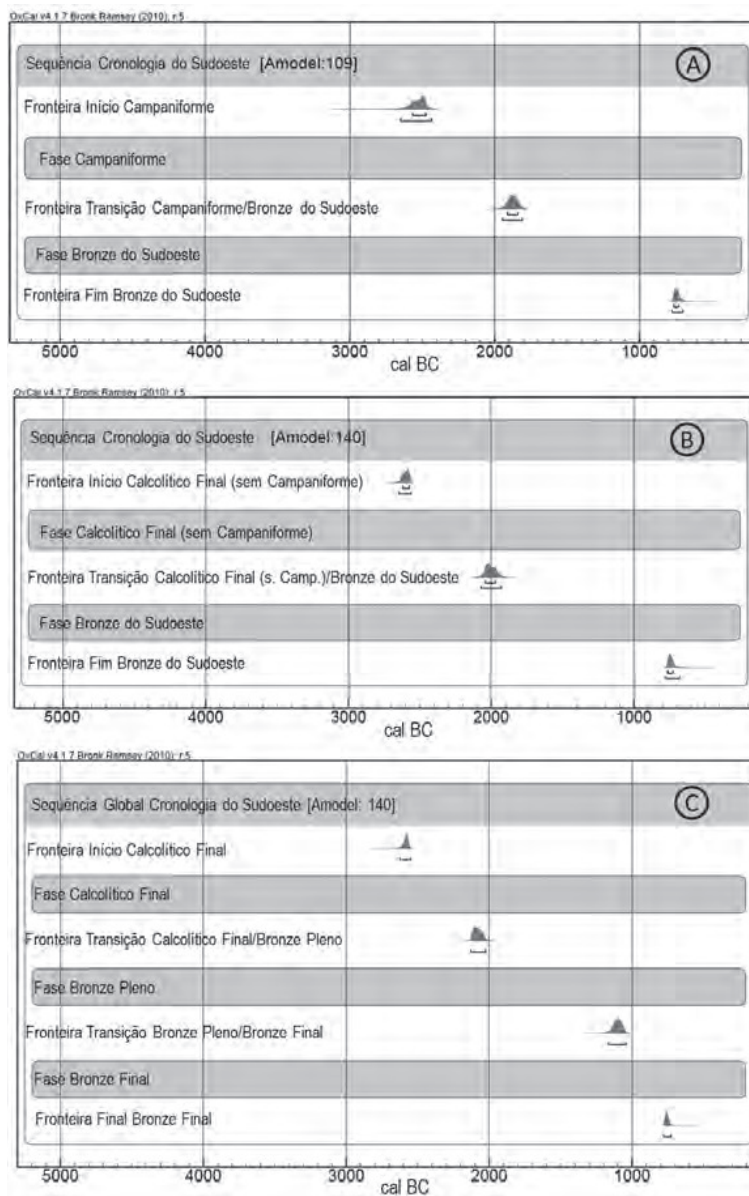 OxCal v4.1.7 Bronk Ramsey (2010); r:5
Sequência Cronologia do Sudoeste [Amodel:109]
A
Fronteira Início Campaniforme
Fase Campaniforme
Fronteira Transição Campaniforme/Bronze do Sudoeste
Fase Bronze do Sudoeste
Fronteira Fim Bronze do Sudoeste
5000 4000 3000 2000 1000
cal BC
OxCal v4.1.7 Bronk Ramsey (2010); r:5
Sequência Cronologia do Sudoeste [Amodel:140]
B
Fronteira Início Calcolítico Final (sem Campaniforme)
Fase Calcolítico Final (sem Campaniforme)
Fronteira Transição Calcolítico Final (s. Camp.)/Bronze do Sudoeste
Fase Bronze do Sudoeste
Fronteira Fim Bronze do Sudoeste
5000 4000 3000 2000 1000
cal BC
OxCal v4.1.7 Bronk Ramsey (2010); r:5
Sequência Global Cronologia do Sudoeste [Amodel: 140]
C
Fronteira Início Calcolítico Final
Fase Calcolítico Final
Fronteira Transição Calcolítico Final/Bronze Pleno
Fase Bronze Pleno
Fronteira Transição Bronze Pleno/Bronze Final
Fase Bronze Final
Fronteira Final Bronze Final
5000 4000 3000 2000 1000
cal BC